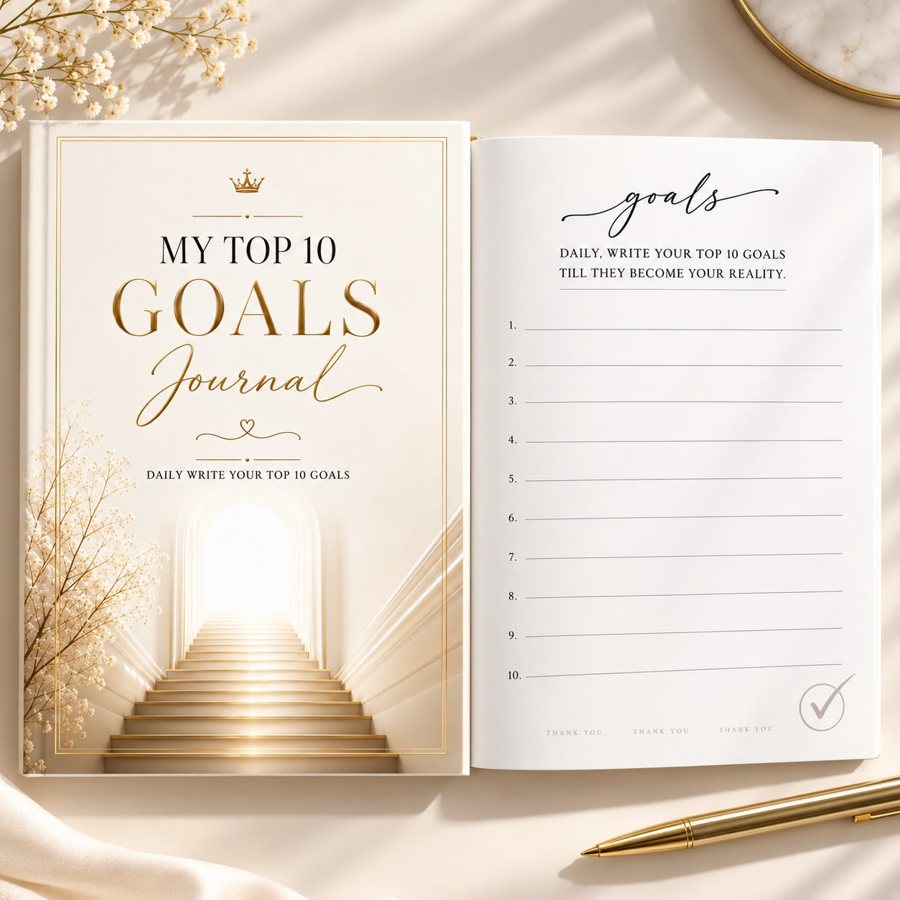 MY TOP 10
GOALS
Journal
DAILY WRITE YOUR TOP 10 GOALS
goals
DAILY, WRITE YOUR TOP 10 GOALS
TILL THEY BECOME YOUR REALITY.
1.
2.
3.
4.
5.
6.
7.
8.
9.
10.
THANK YOU. THANK YOU. THANK YOU